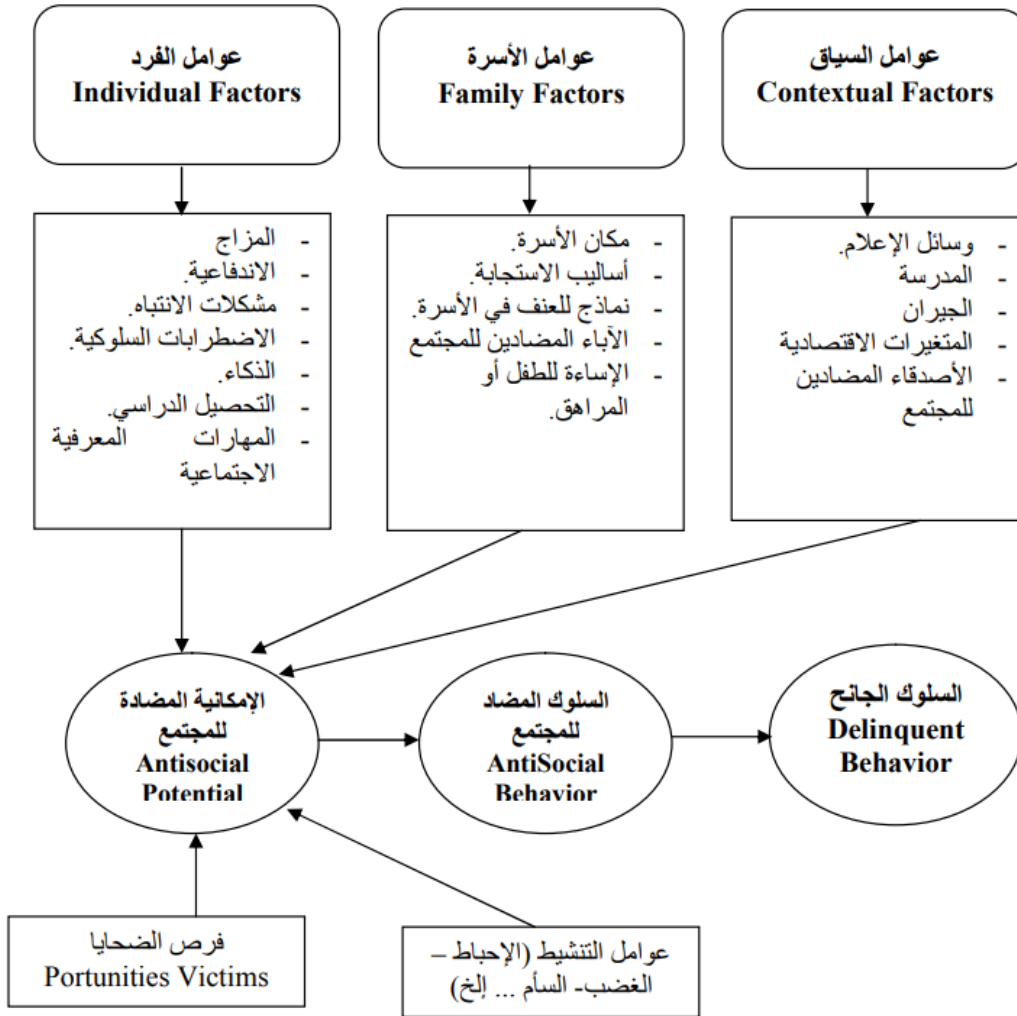 عوامل الفرد
Individual Factors
عوامل الأسرة
Family Factors
عوامل السياق
Contextual Factors
- المزاج
- الاندفاعية.
- مشكلات الانتباه.
- الاضطرابات السلوكية.
- الذكاء.
- التحصيل الدراسي.
- المهارات المعرفية
الاجتماعية
- مكان الأسرة.
- أساليب الاستجابة.
- نماذج للعنف في الأسرة.
- الآباء المضادين للمجتمع
- الإساءة للطفل أو
المراهق.
- وسائل الإعلام.
- المدرسة
- الجيران
- المتغيرات الاقتصادية
- الأصدقاء المضادين
للمجتمع
الإمكانية المضادة
للمجتمع
Antisocial
Potential
السلوك المضاد
للمجتمع
AntiSocial
Behavior
السلوك الجانح
Delinquent
Behavior
فرص الضحايا
Portunities Victims
عوامل التنشيط (الإحباط –
الغضب- السأم ... إلخ)